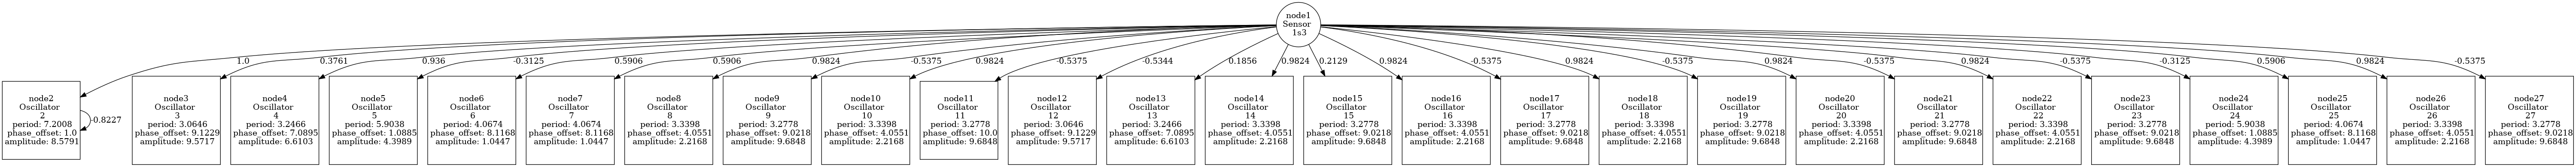 node1
Sensor
1s3
1.0
0.3761
0.936
-0.3125
0.5906
0.5906
0.9824
-0.5375
0.9824
-0.5375
-0.5344
0.1856
0.9824
0.2129
0.9824
-0.5375
0.9824
-0.5375
0.9824
-0.5375
0.9824
-0.5375
-0.3125
0.5906
0.9824
-0.5375
node2
Oscillator
2
period: 7.2008
phase_offset: 1.0
amplitude: 8.5791
-0.8227
node3
Oscillator
3
period: 3.0646
phase_offset: 9.1229
amplitude: 9.5717
node4
Oscillator
4
period: 3.2466
phase_offset: 7.0895
amplitude: 6.6103
node5
Oscillator
5
period: 5.9038
phase_offset: 1.0885
amplitude: 4.3989
node6
Oscillator
6
period: 4.0674
phase_offset: 8.1168
amplitude: 1.0447
node7
Oscillator
7
period: 4.0674
phase_offset: 8.1168
amplitude: 1.0447
node8
Oscillator
8
period: 3.3398
phase_offset: 4.0551
amplitude: 2.2168
node9
Oscillator
9
period: 3.2778
phase_offset: 9.0218
amplitude: 9.6848
node10
Oscillator
10
period: 3.3398
phase_offset: 4.0551
amplitude: 2.2168
node11
Oscillator
11
period: 3.2778
phase_offset: 10.0
amplitude: 9.6848
node12
Oscillator
12
period: 3.0646
phase_offset: 9.1229
amplitude: 9.5717
node13
Oscillator
13
period: 3.2466
phase_offset: 7.0895
amplitude: 6.6103
node14
Oscillator
14
period: 3.3398
phase_offset: 4.0551
amplitude: 2.2168
node15
Oscillator
15
period: 3.2778
phase_offset: 9.0218
amplitude: 9.6848
node16
Oscillator
16
period: 3.3398
phase_offset: 4.0551
amplitude: 2.2168
node17
Oscillator
17
period: 3.2778
phase_offset: 9.0218
amplitude: 9.6848
node18
Oscillator
18
period: 3.3398
phase_offset: 4.0551
amplitude: 2.2168
node19
Oscillator
19
period: 3.2778
phase_offset: 9.0218
amplitude: 9.6848
node20
Oscillator
20
period: 3.3398
phase_offset: 4.0551
amplitude: 2.2168
node21
Oscillator
21
period: 3.2778
phase_offset: 9.0218
amplitude: 9.6848
node22
Oscillator
22
period: 3.3398
phase_offset: 4.0551
amplitude: 2.2168
node23
Oscillator
23
period: 3.2778
phase_offset: 9.0218
amplitude: 9.6848
node24
Oscillator
24
period: 5.9038
phase_offset: 1.0885
amplitude: 4.3989
node25
Oscillator
25
period: 4.0674
phase_offset: 8.1168
amplitude: 1.0447
node26
Oscillator
26
period: 3.3398
phase_offset: 4.0551
amplitude: 2.2168
node27
Oscillator
27
period: 3.2778
phase_offset: 9.0218
amplitude: 9.6848